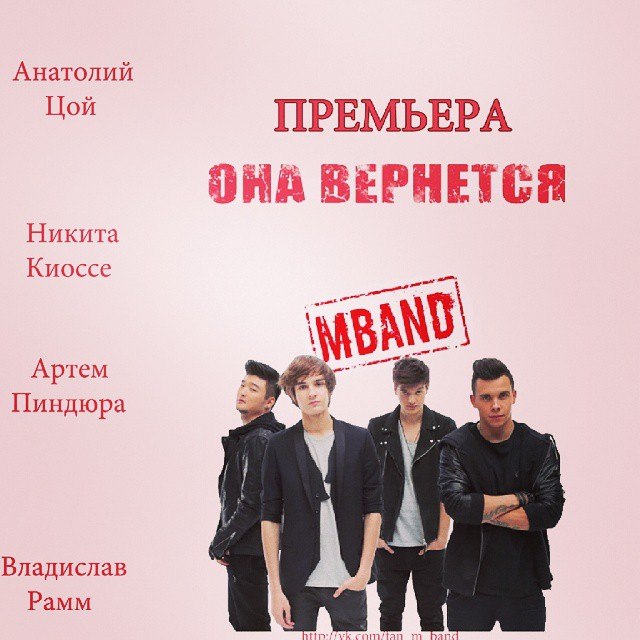 Анатолий
Цой
ПРЕМЬЕРА
ОНА ВЕРНЕТСЯ
Никита
Киоссе
MBAND
Артем
Пиндюра
Владислав
Рамм
http://vk.com/fan_m_band